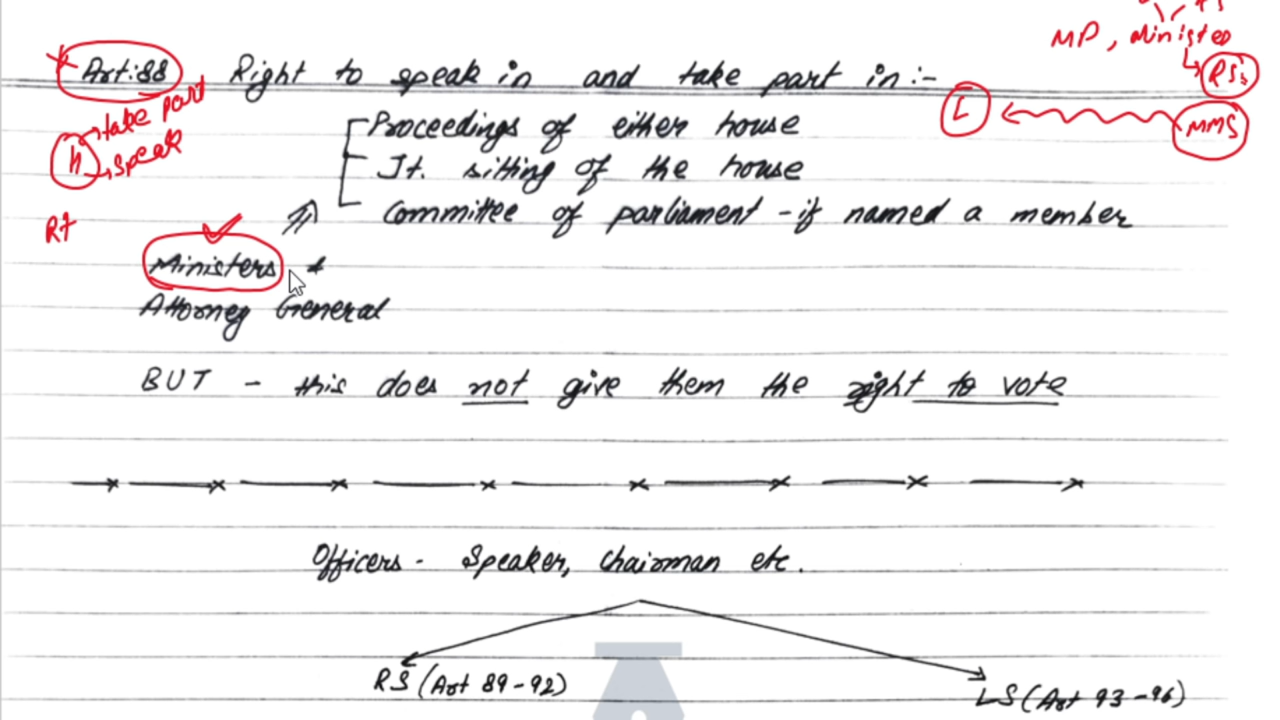 MP, Minister
Art:88 Right to speak in and take part in :-
RS
take part
L
MMS
Proceedings of either house
h
speak
Jt. sitting of the house
Committee of parliament - if named a member
Rt
Ministers +
Attorney General
BUT - this does not give them the right to vote
Officers - Speaker, Chairman etc.
RS (Art 89-92)
LS (Art 93-96)